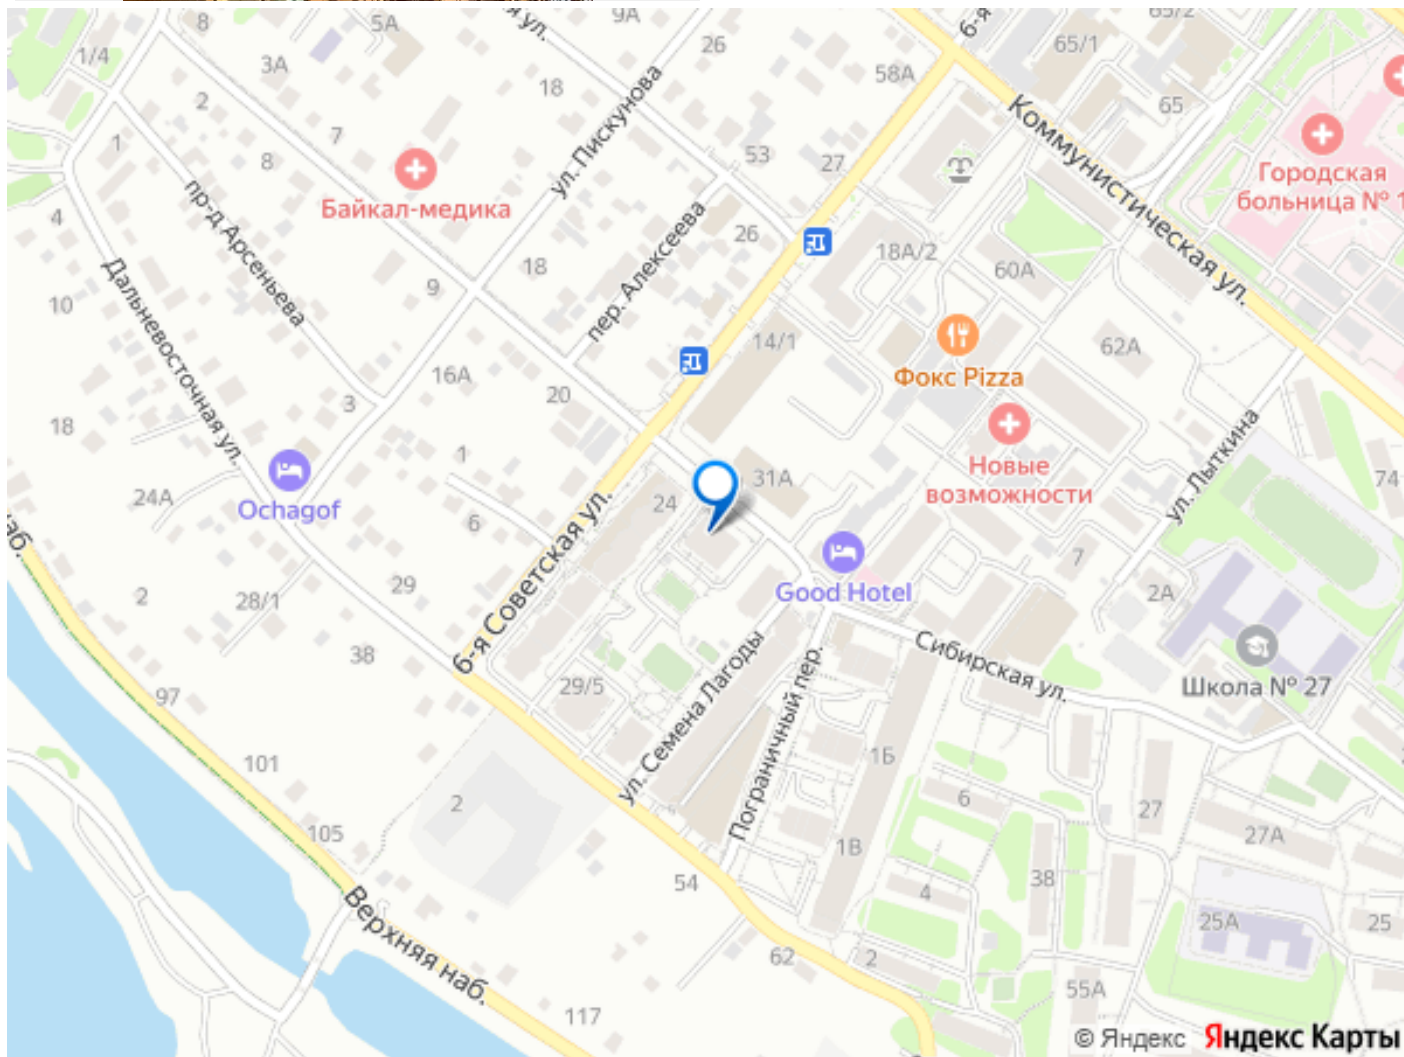 8
5А
9А
ул.
6-я
65/2
1/4
3А
26
65/1
2
18
58А
65
ул. Пискунова
Коммунистическая ул.
1
7
53
27
Городская
больница № 1
8
Байкал-медика
пр-д Арсеньева
4
26
18А/2
пер. Алексеева
18
60А
10
9
Дальневосточная ул.
14/1
62А
16А
Фокс Pizza
20
3
18
1
Новые
возможности
ул. Лыткина
31А
74
24А
Ochagof
24
6
6-я Советская ул.
наб.
29
Good Hotel
7
2А
2
28/1
38
Сибирская ул.
ул. Семена Лагоды
Пограничный пер.
29/5
Школа № 27
97
101
1Б
2
6
27
105
27А
1В
54
4
38
Верхняя наб.
25А
25
62
2
55А
117
© Яндекс Яндекс Карты